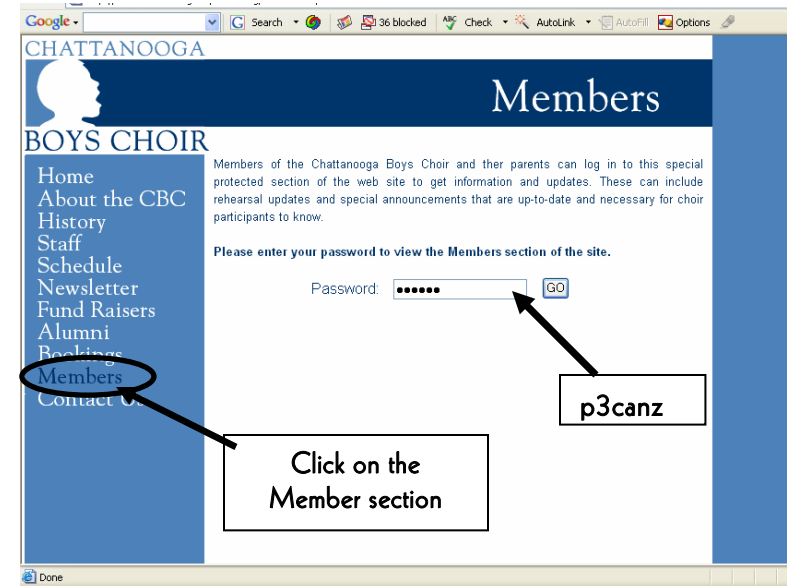 Google
G Search
36 blocked
ABC Check
AutoLink
AutoFill
Options
CHATTANOOGA
BOYS CHOIR
Members
Home
About the CBC
History
Staff
Schedule
Newsletter
Fund Raisers
Alumni
Bookings
Members
Contact
Members of the Chattanooga Boys Choir and ther parents can log in to this special
protected section of the web site to get information and updates. These can include
rehearsal updates and special announcements that are up-to-date and necessary for choir
participants to know.
Please enter your password to view the Members section of the site.
Password: ●●●●●● GO
p3canz
Click on the
Member section
Done